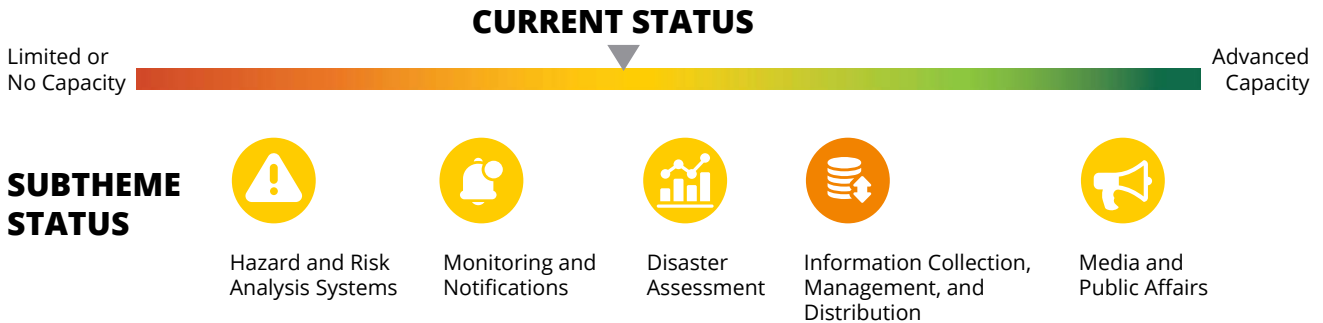 CURRENT STATUS
Limited or
No Capacity
Advanced
Capacity
SUBTHEME
STATUS
Hazard and Risk
Analysis Systems
Monitoring and
Notifications
Disaster
Assessment
Information Collection,
Management, and
Distribution
Media and
Public Affairs